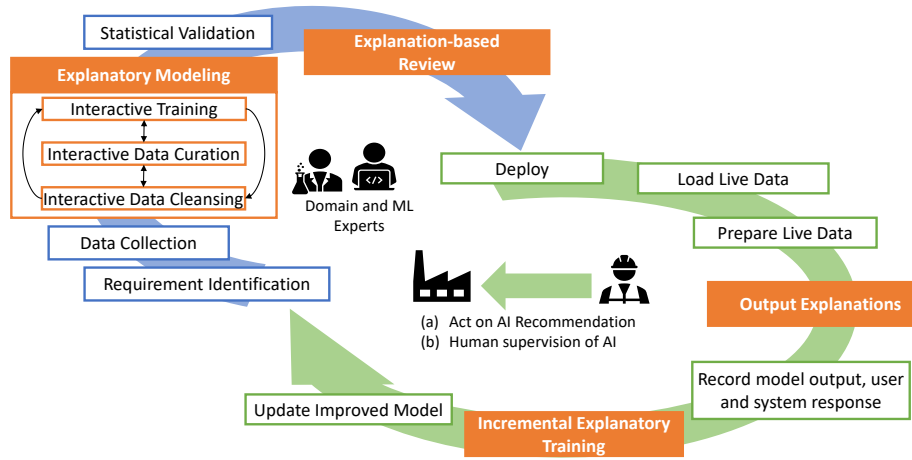 Statistical Validation
Explanation-based
Review
Explanatory Modeling
Interactive Training
Interactive Data Curation
Interactive Data Cleansing
Data Collection
Requirement Identification
</>
Domain and ML
Experts
Deploy
Load Live Data
Prepare Live Data
Output Explanations
(a) Act on AI Recommendation
(b) Human supervision of AI
Record model output, user
and system response
Incremental Explanatory
Training
Update Improved Model